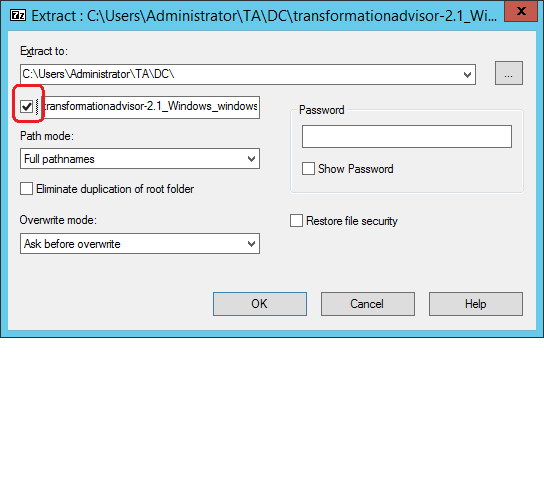 7z Extract : C:\Users\Administrator\TA\DC\transformationadvisor-2.1_Wi... x
Extract to:
C:\Users\Administrator\TA\DC\ ...
transformationadvisor-2.1_Windows_windows
Password
Path mode:
Full pathnames
Show Password
Eliminate duplication of root folder
Overwrite mode:
Restore file security
Ask before overwrite
OK Cancel Help